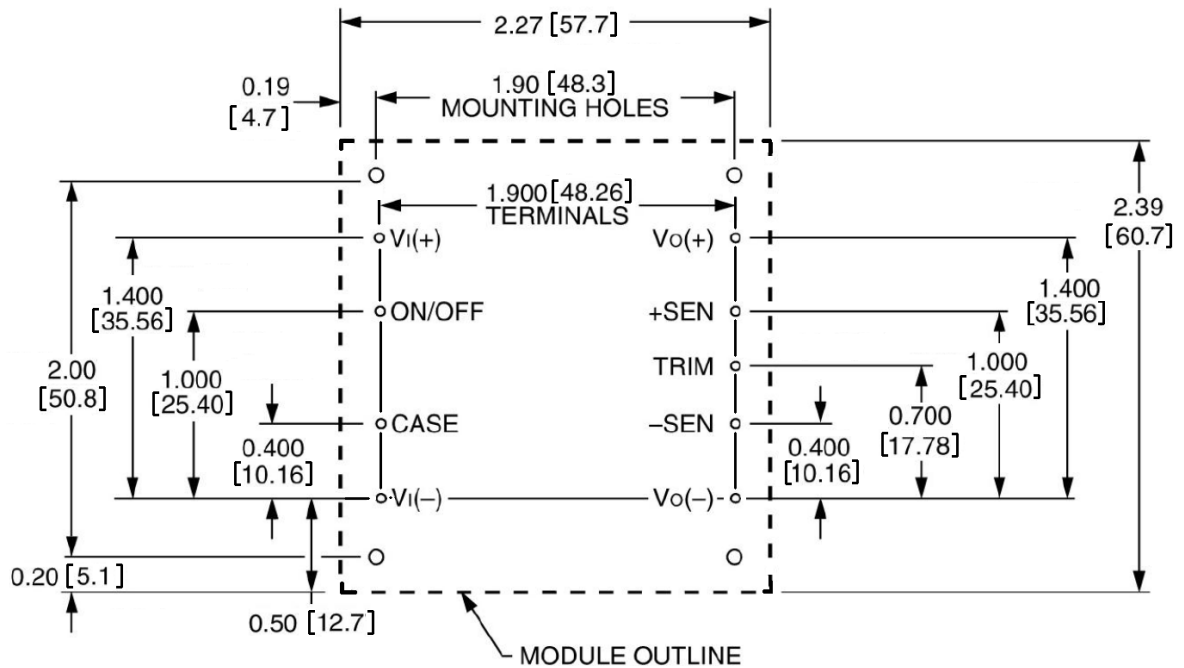 2.27 [57.7]
0.19
[4.7]
1.90 [48.3]
MOUNTING HOLES
1.900 [48.26]
TERMINALS
2.39
[60.7]
VI(+)
VO(+)
1.400
[35.56]
1.400
[35.56]
ON/OFF
+SEN
2.00
[50.8]
1.000
[25.40]
TRIM
1.000
[25.40]
CASE
–SEN
0.400
[10.16]
0.400
[10.16]
0.700
[17.78]
VI(–)
VO(–)
0.20 [5.1]
0.50 [12.7]
MODULE OUTLINE